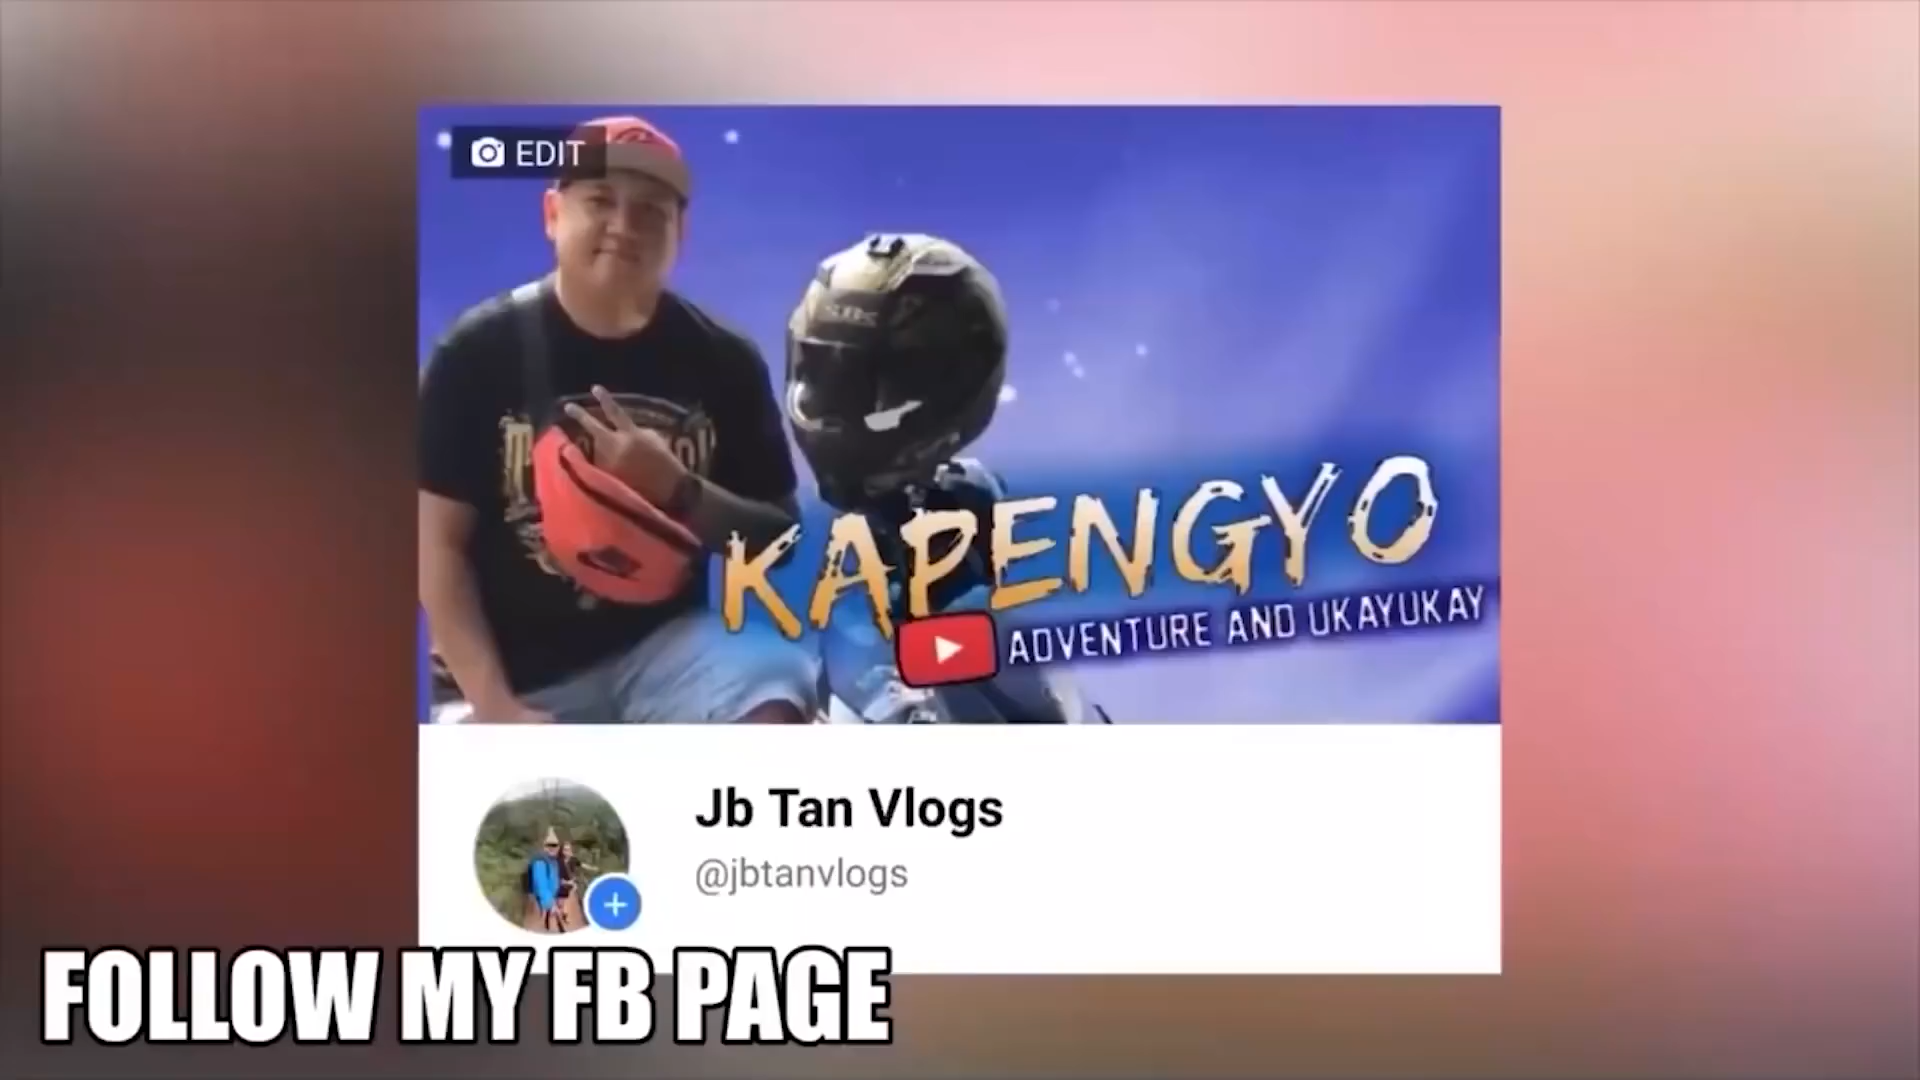 EDIT
KAPENGYO
ADVENTURE AND UKAYUKAY
Jb Tan Vlogs
@jbtanvlogs
FOLLOW MY FB PAGE